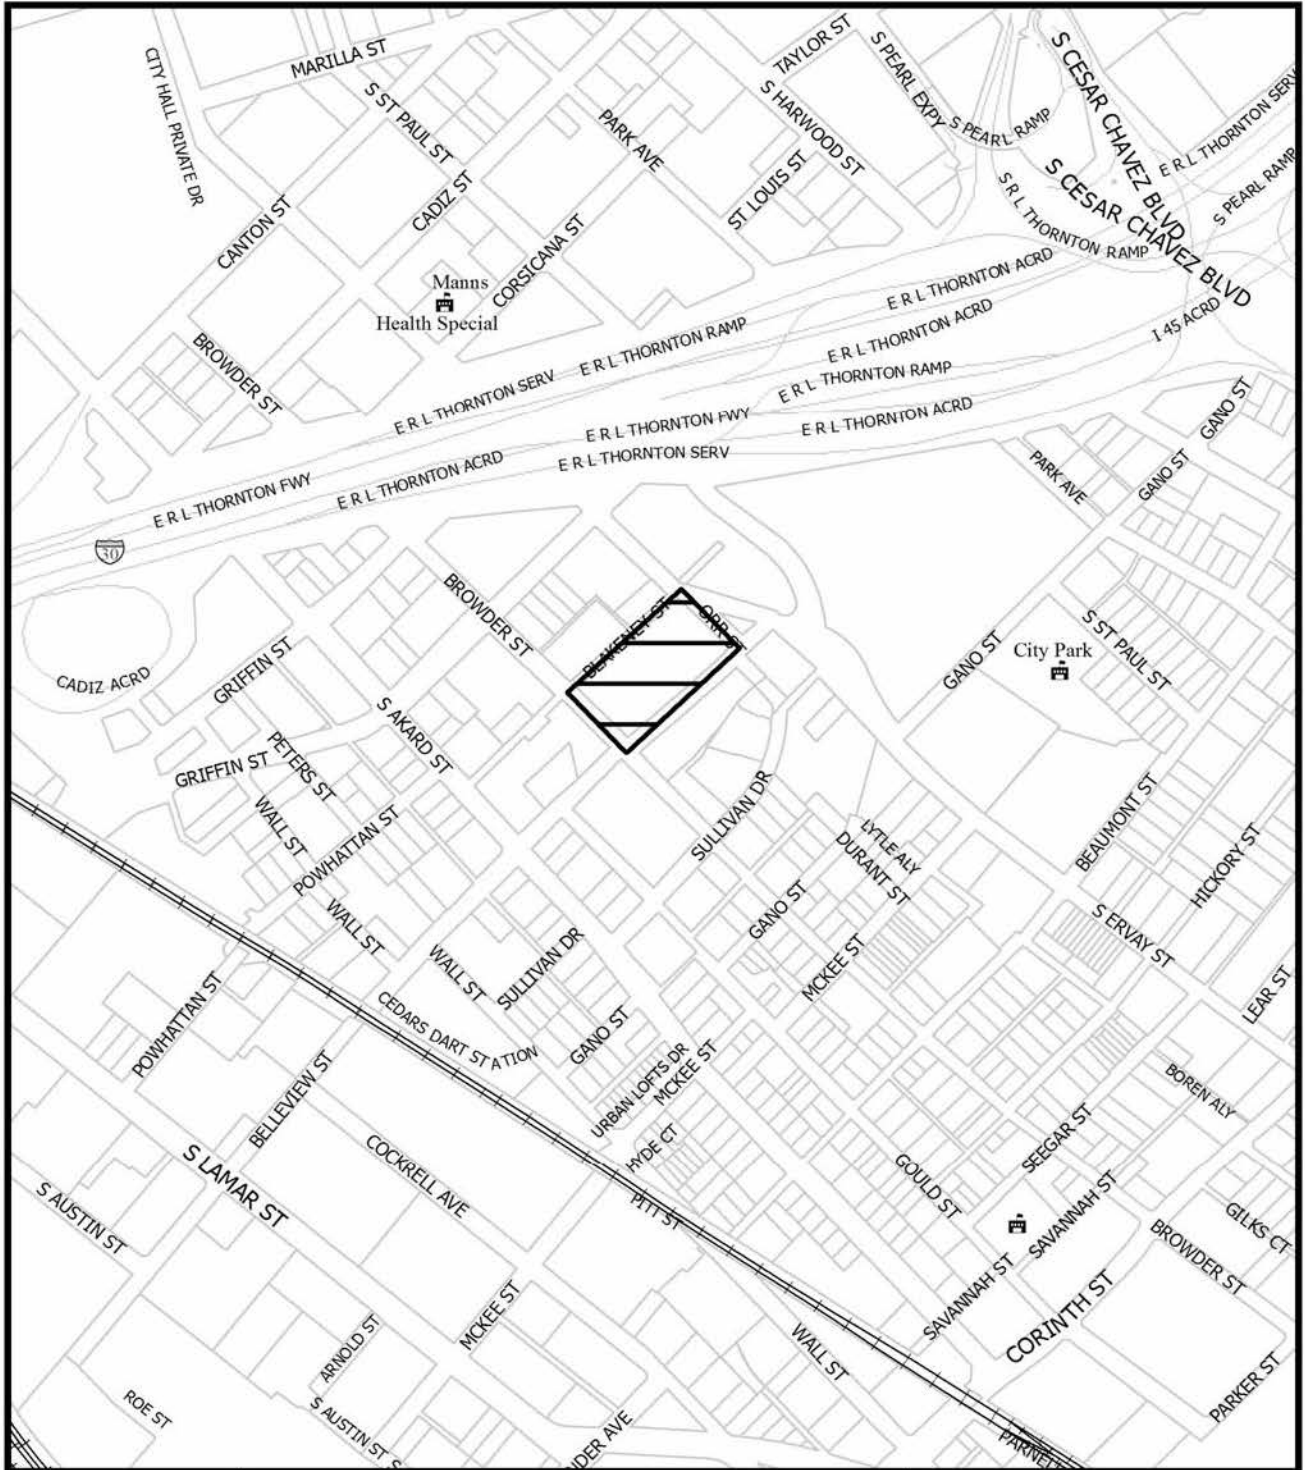 TAYLOR ST
S PEARL EXPY
S CESAR CHAVEZ BLVD
MARILLA ST
CITY HALL PRIVATE DR
S ST PAUL ST
PARK AVE
S HARWOOD ST
S PEARL RAMP
E R L THORNTON SERV
S CESAR CHAVEZ BLVD
S PEARL RAMP
ST LOUIS ST
CADIZ ST
CANTON ST
CORSICANA ST
S R L THORNTON RAMP
Manns
Health Special
E R L THORNTON ACRD
E R L THORNTON ACRD
I 45 ACRD
BROWDER ST
E R L THORNTON RAMP
E R L THORNTON SERV
E R L THORNTON RAMP
E R L THORNTON FWY
E R L THORNTON ACRD
GANO ST
E R L THORNTON SERV
E R L THORNTON ACRD
E R L THORNTON FWY
PARK AVE
GANO ST
30
BROWDER ST
BLAKENEY ST
ORR ST
GRIFFIN ST
CADIZ ACRD
City Park
S ST PAUL ST
GANO ST
S AKARD ST
GRIFFIN ST
PETERS ST
WALL ST
POWHATTAN ST
SULLIVAN DR
LYTLE ALY
DURANT ST
BEAUMONT ST
HICKORY ST
WALL ST
GANO ST
S ERVAY ST
WALL ST
SULLIVAN DR
MCKEE ST
LEAR ST
POWHATTAN ST
CEDARS DART STATION
GANO ST
BELLEVIEW ST
URBAN LOFTS DR
MCKEE ST
BOREN ALY
HYDE CT
SEEGAR ST
S LAMAR ST
COCKRELL AVE
GOULD ST
SAVANNAH ST
S AUSTIN ST
PITT ST
GILKS CT
BROWDER ST
SAVANNAH ST
CORINTH ST
MCKEE ST
ARNOLD ST
WALL ST
PARKER ST
ROE ST
S AUSTIN ST S
NDER AVE
PARNELL